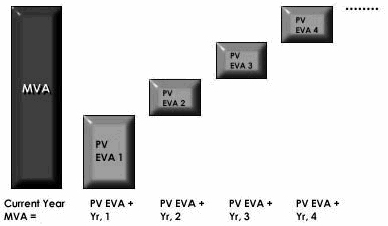 ........
PV
EVA 4
PV
EVA 3
MVA
PV
EVA 2
PV
EVA 1
Current Year PV EVA + PV EVA + PV EVA + PV EVA +
MVA = Yr, 1 Yr, 2 Yr, 3 Yr, 4